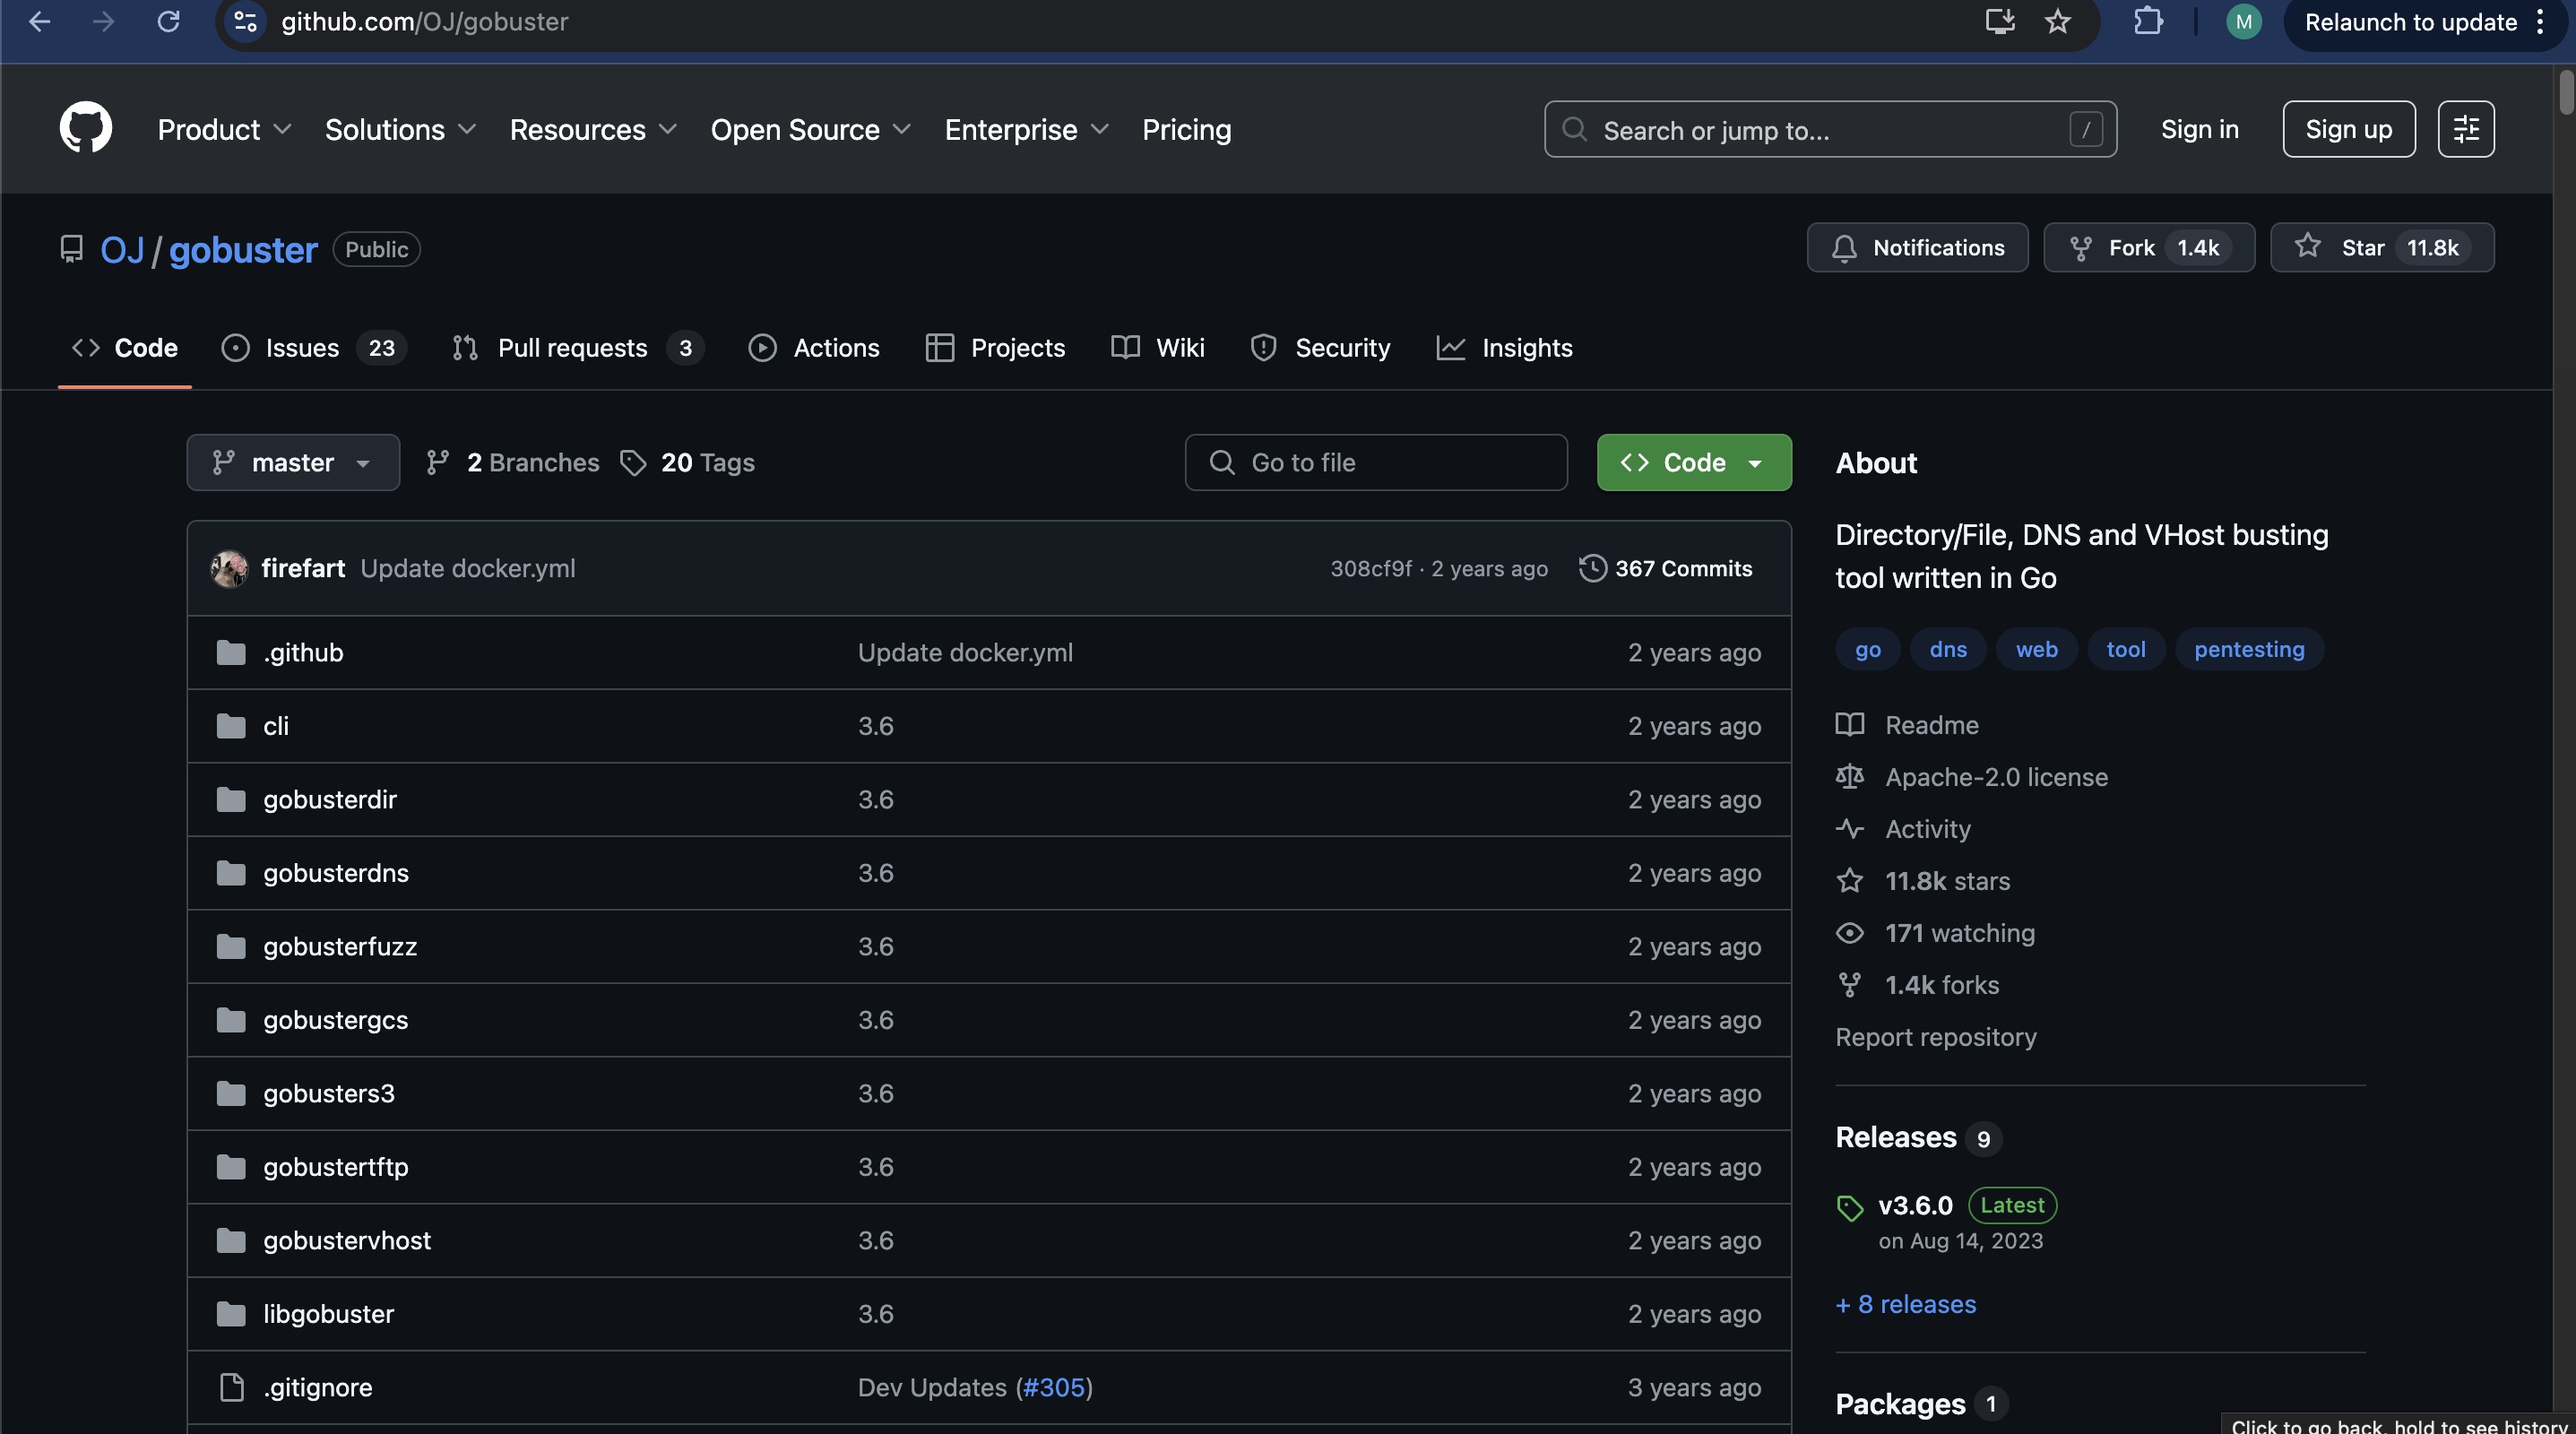 github.com/OJ/gobuster
M
Relaunch to update
Product
Solutions
Resources
Open Source
Enterprise
Pricing
Search or jump to...
/
Sign in
Sign up
OJ / gobuster Public
Notifications
Fork 1.4k
Star 11.8k
Code
Issues 23
Pull requests 3
Actions
Projects
Wiki
Security
Insights
master
2 Branches
20 Tags
Go to file
Code
firefart Update docker.yml 308cf9f · 2 years ago 367 Commits
.github Update docker.yml 2 years ago
cli 3.6 2 years ago
gobusterdir 3.6 2 years ago
gobusterdns 3.6 2 years ago
gobusterfuzz 3.6 2 years ago
gobustergcs 3.6 2 years ago
gobusters3 3.6 2 years ago
gobustertftp 3.6 2 years ago
gobustervhost 3.6 2 years ago
libgobuster 3.6 2 years ago
.gitignore Dev Updates (#305) 3 years ago
About
Directory/File, DNS and VHost busting
tool written in Go
go dns web tool pentesting
Readme
Apache-2.0 license
Activity
11.8k stars
171 watching
1.4k forks
Report repository
Releases 9
v3.6.0 Latest
on Aug 14, 2023
+ 8 releases
Packages 1
Click to go back, hold to see history